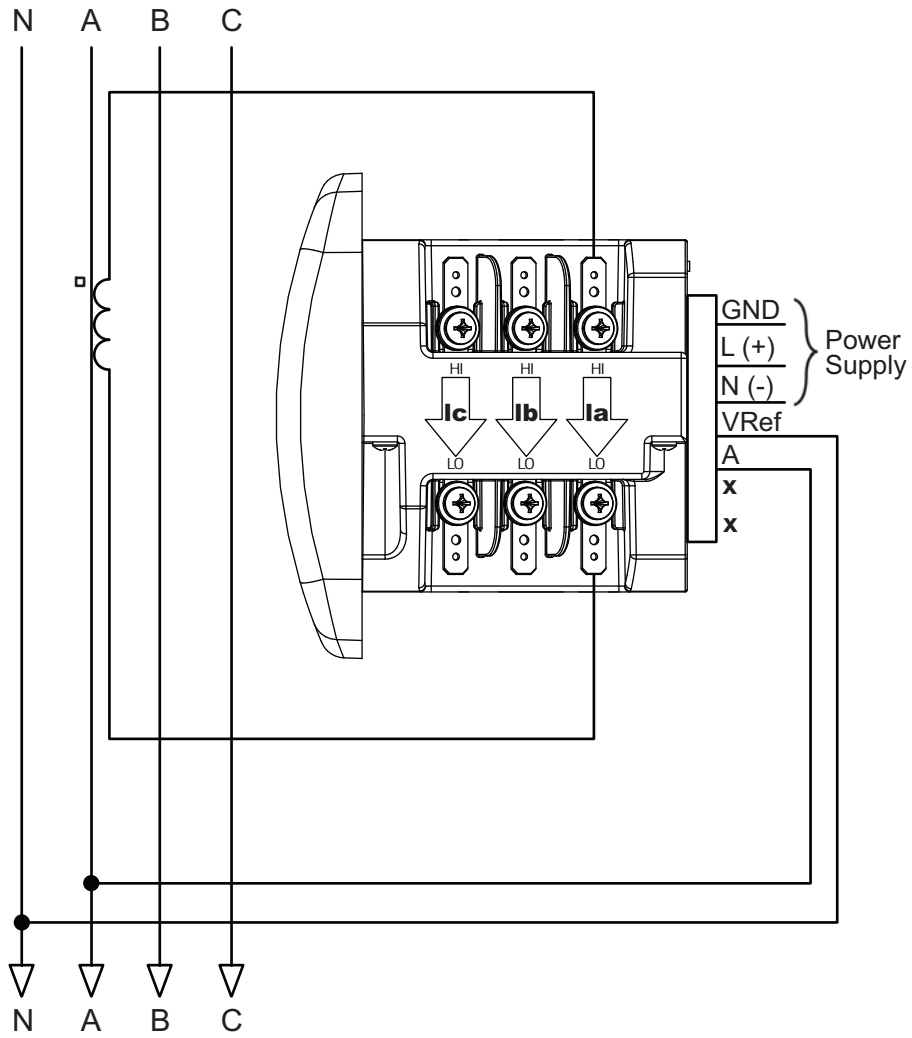 N A B C
GND
L (+)
N (-)
Power
Supply
VRef
A
x
x
HI HI HI
Ic Ib Ia
LO LO LO
N A B C